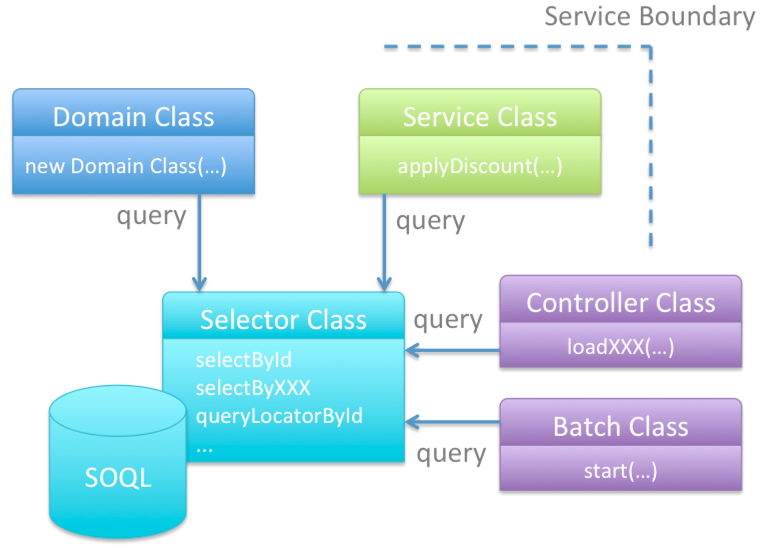 Service Boundary
Domain Class
new Domain Class(...)
Service Class
applyDiscount(...)
query
query
Selector Class
selectById
selectByXXX
queryLocatorById
...
SOQL
query
Controller Class
loadXXX(...)
query
Batch Class
start(...)